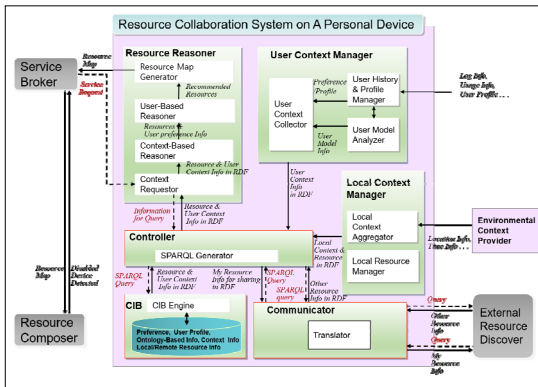 Resource Collaboration System on A Personal Device
Service
Broker
Resource
Map
Service
Request
Resource Reasoner
Resource Map
Generator
Recommended
Resources
User-Based
Reasoner
Resources &
User preference Info
Context-Based
Reasoner
Resource & User
Context Info in RDF
Context
Requestor
User Context Manager
Preference
/Profile
User
Context
Collector
User History
& Profile
Manager
User
Model
Info
User Model
Analyzer
Log Info,
Usage Info,
User Profile...
Information
for Query
Resource &
User Context
Info in RDF
User
Context
Info
in RDF
Local Context
Manager
Local
Context
Aggregator
Local Resource
Manager
Environmental
Context
Provider
Location Info,
Time Info...
Controller
SPARQL Generator
Local
Context &
Resource
in RDF
SPARQL
Query
Resource &
User Context
Info in RDF
My Resource
Info for sharing
in RDF
SPARQL
Query
SPARQL
query
Other
Resource
Info in RDF
Resource
Map
Disabled
Device
Detected
Resource
Composer
CIB
CIB Engine
Preference, User Profile,
Ontology-Based Info, Context Info
Local/Remote Resource Info
Communicator
Translator
Query
Other
Resource
Info
Query
My
Resource
Info
External
Resource
Discover